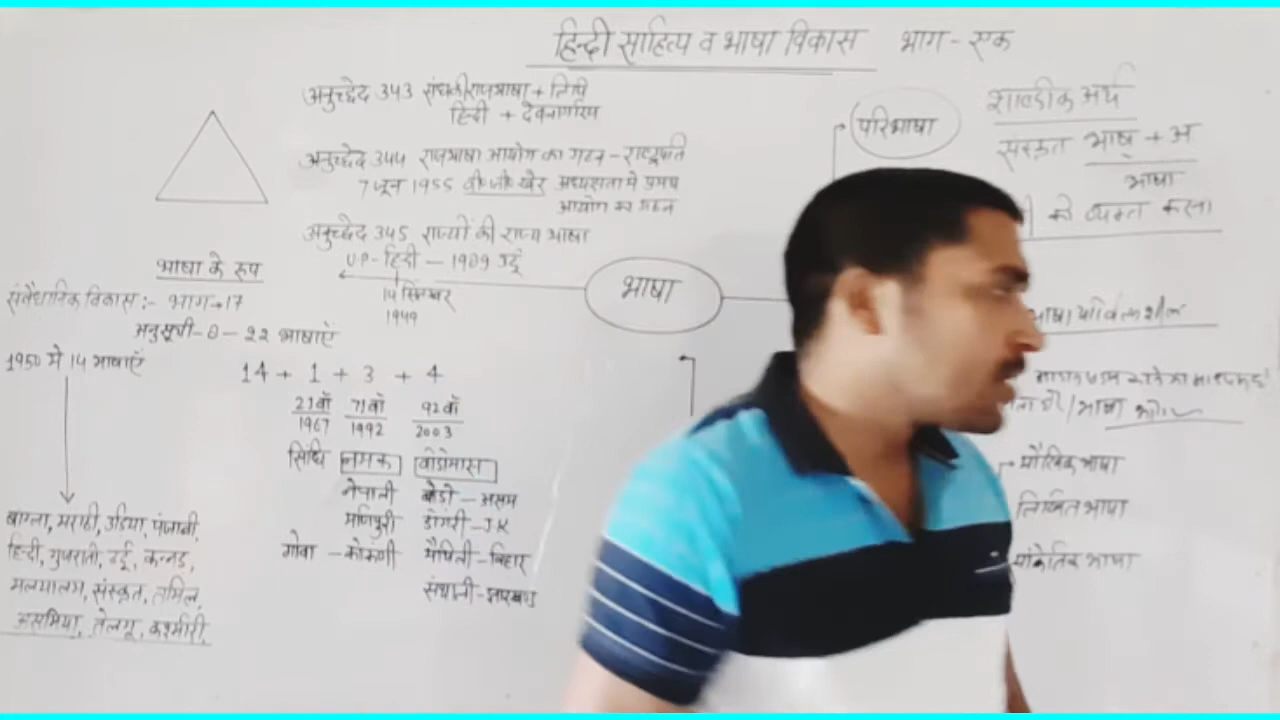 हिन्दी साहित्य व भाषा विकास भाग - एक
अनुच्छेद 343 संघ की राजभाषा + लिपि
हिंदी +
अनुच्छेद 344 राजभाषा आयोग का गठन - राष्ट्रपति
7 जून 1955 बी.जी. खेर अध्यक्षता मे प्रथम
आयोग का गठन
अनुच्छेद 345 राज्यों की राज्य भाषा
UP - हिंदी - 1989 उर्दू
14 सितम्बर
1949
भाषा के रूप
संवैधानिक विकास :- भाग - 17
अनुसूची - 8 - 22 भाषाएँ
1950 मे 14 भाषाएँ
14 + 1 + 3 + 4
21वॉ 71वॉ 92वॉ
1967 1992 2003
सिंधि नमक
नेपाली बोडो - असम
मणिपुरी डोंगरी - JK
गोवा - कोकणी मैथिली - बिहार
संथाली -
बांग्ला, मराठी, उडिया, पंजाबी,
हिन्दी, गुजराती, उर्दू, कन्नड,
मलयालम, संस्कृत, तमिल,
असमिया, तेलगू, कश्मीरी,
भाषा
परिभाषा
शाब्दीक अर्थ
संस्कृत भाष् + अ
भाषा
को व्यक्त करना
भाषा
मौखिक भाषा
लिखित भाषा
सांकेतिक भाषा